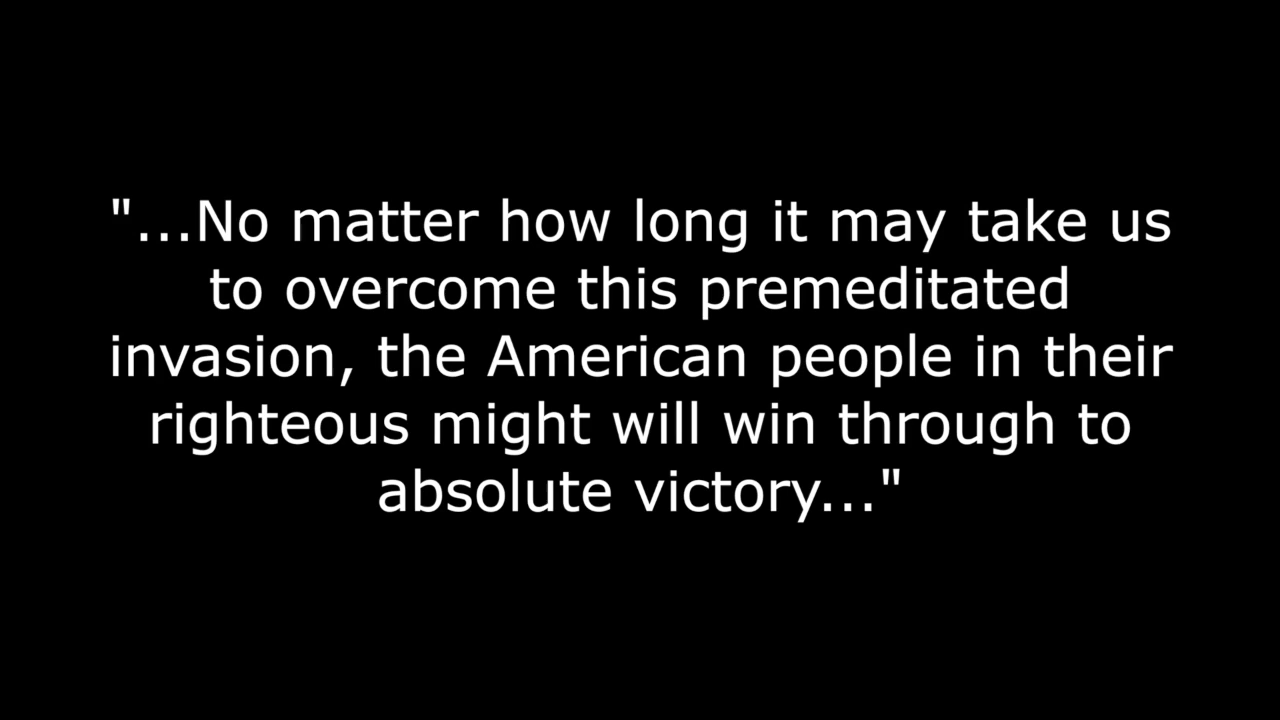 "...No matter how long it may take us
to overcome this premeditated
invasion, the American people in their
righteous might will win through to
absolute victory..."